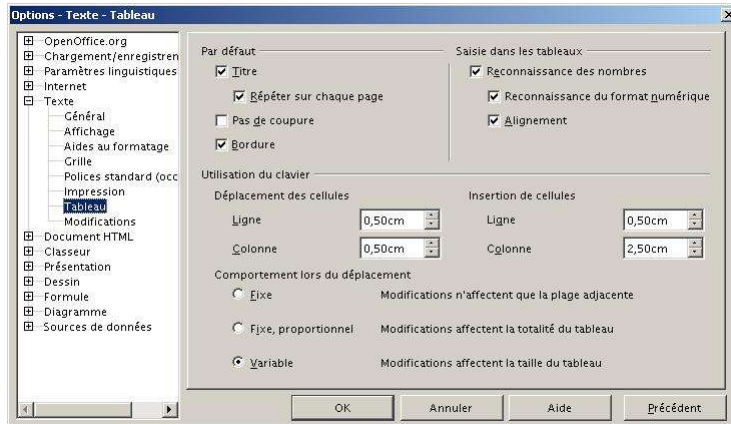 Options - Texte - Tableau
OpenOffice.org
Chargement/enregistren
Paramètres linguistiques
Internet
Texte
Général
Affichage
Aides au formatage
Grille
Polices standard (occ
Impression
Tableau
Modifications
Document HTML
Classeur
Présentation
Dessin
Formule
Diagramme
Sources de données
Par défaut
Titre
Répéter sur chaque page
Pas de coupure
Bordure
Saisie dans les tableaux
Reconnaissance des nombres
Reconnaissance du format numérique
Alignement
Utilisation du clavier
Déplacement des cellules
Ligne 0,50cm
Colonne 0,50cm
Insertion de cellules
Ligne 0,50cm
Colonne 2,50cm
Comportement lors du déplacement
Fixe Modifications n'affectent que la plage adjacente
Fixe, proportionnel Modifications affectent la totalité du tableau
Variable Modifications affectent la taille du tableau
OK Annuler Aide Précédent